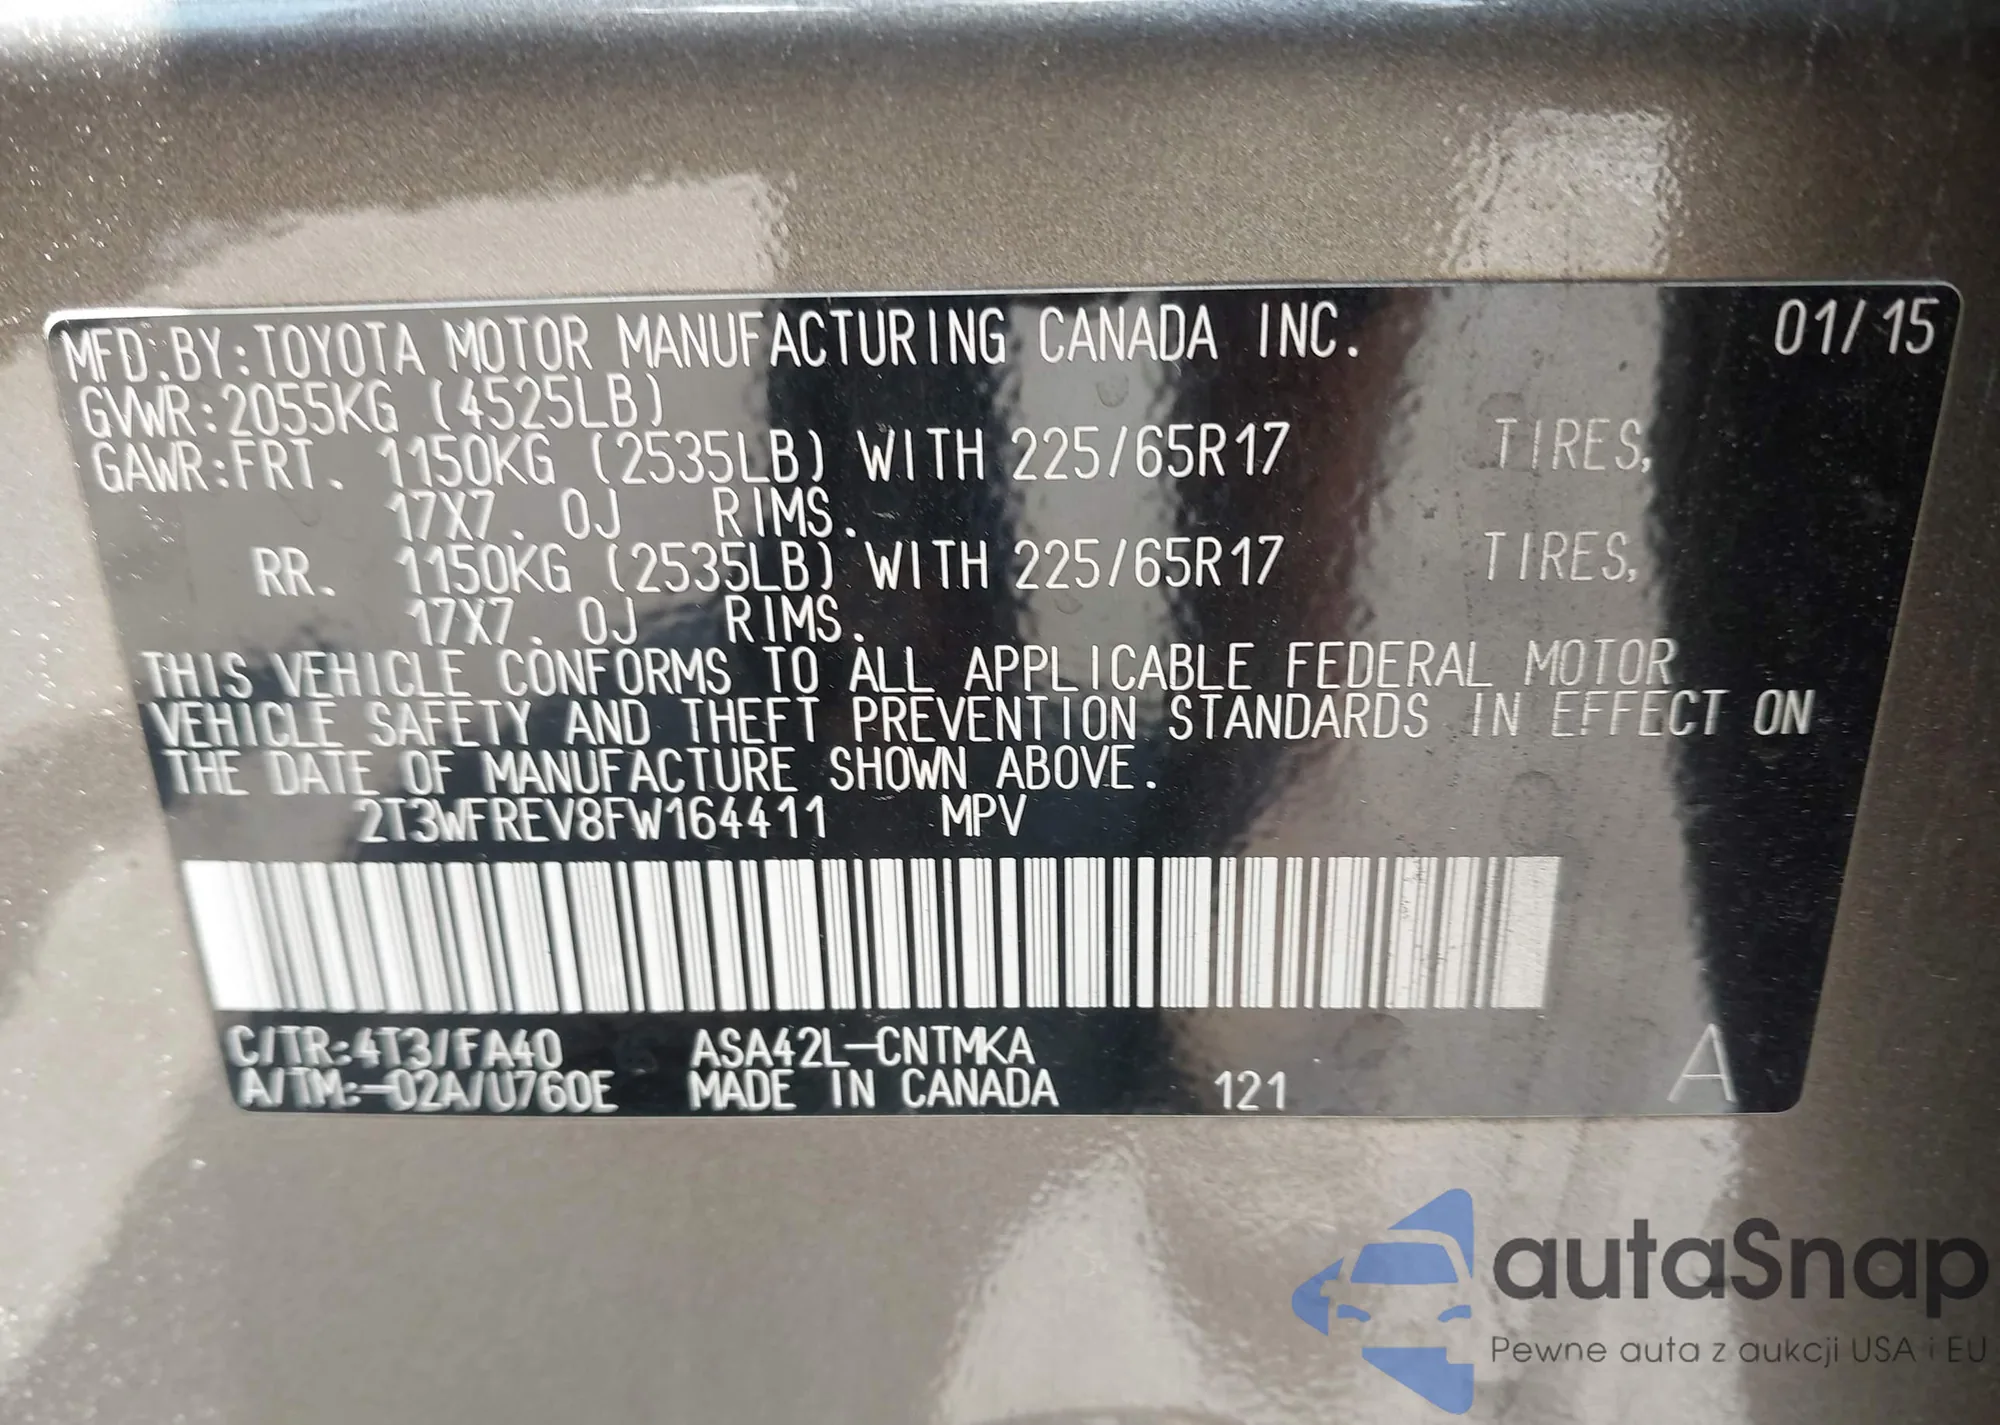 MFD.BY:TOYOTA MOTOR MANUFACTURING CANADA INC. 01/15
GVWR:2055KG (4525LB)
GAWR:FRT. 1150KG (2535LB) WITH 225/65R17 TIRES,
17X7.0J RIMS.
RR. 1150KG (2535LB) WITH 225/65R17 TIRES,
17X7.0J RIMS.
THIS VEHICLE CONFORMS TO ALL APPLICABLE FEDERAL MOTOR
VEHICLE SAFETY AND THEFT PREVENTION STANDARDS IN EFFECT ON
THE DATE OF MANUFACTURE SHOWN ABOVE.
2T3WFREV8FW164411 MPV
C/TR:4T3/FA40 ASA42L-CNTMKA
A/TM:-02A/U760E MADE IN CANADA 121 A
autaSnap
Pewne auta z aukcji USA i EU